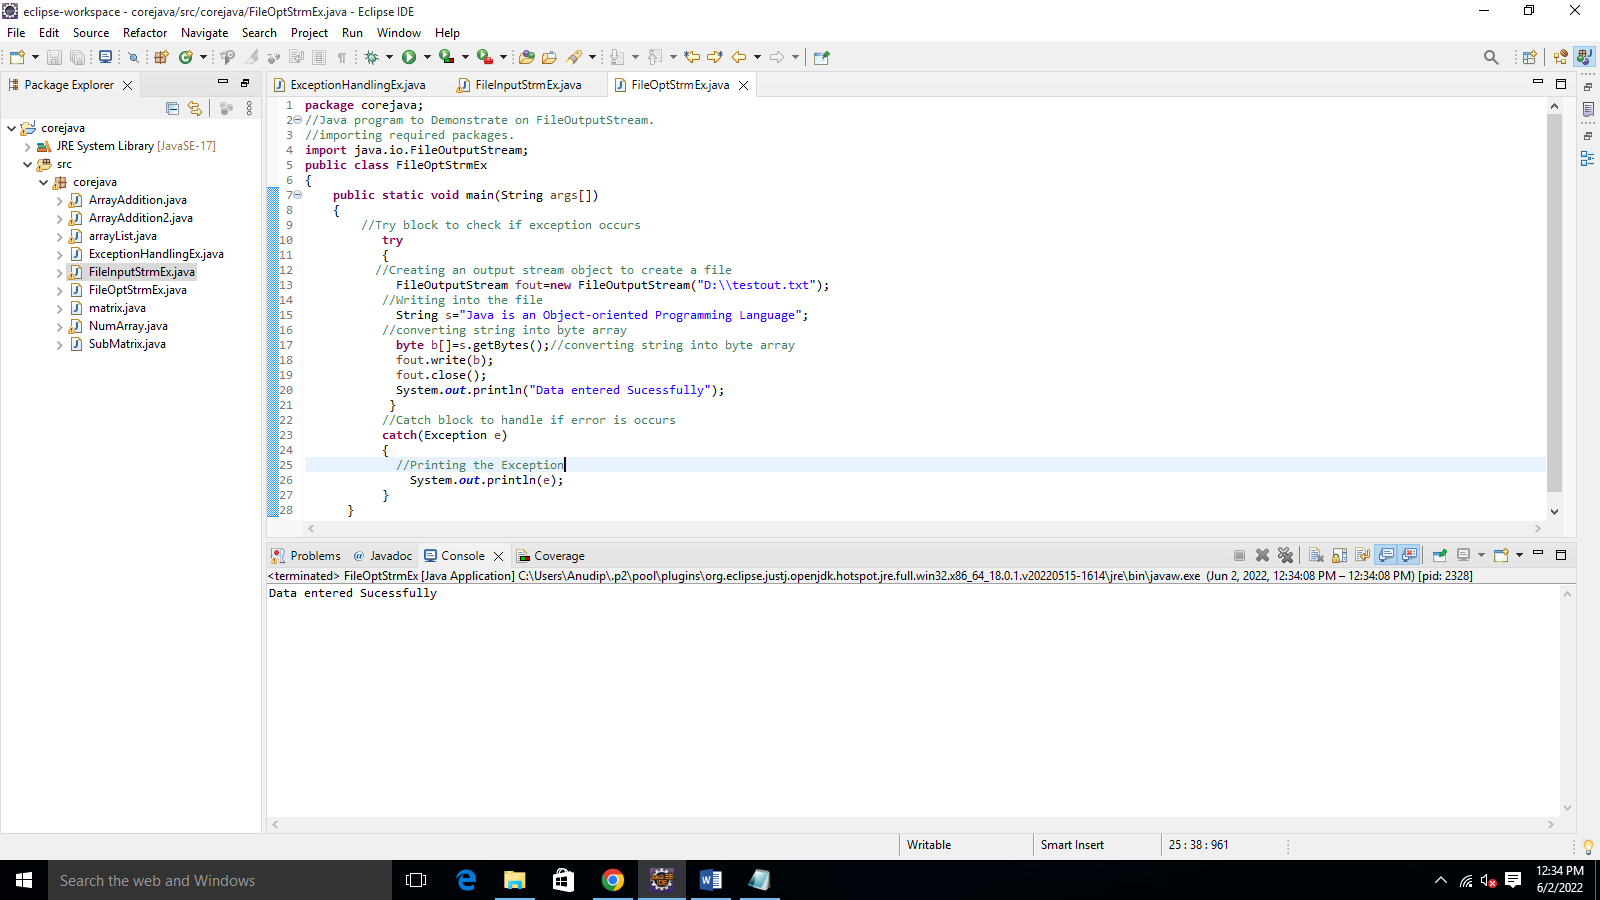 eclipse-workspace - corejava/src/corejava/FileOptStrmEx.java - Eclipse IDE
File Edit Source Refactor Navigate Search Project Run Window Help
Package Explorer
corejava
JRE System Library [JavaSE-17]
src
corejava
ArrayAddition.java
ArrayAddition2.java
arrayList.java
ExceptionHandlingEx.java
FileInputStrmEx.java
FileOptStrmEx.java
matrix.java
NumArray.java
SubMatrix.java
ExceptionHandlingEx.java FileInputStrmEx.java FileOptStrmEx.java
1 package corejava;
2 //Java program to Demonstrate on FileOutputStream.
3 //importing required packages.
4 import java.io.FileOutputStream;
5 public class FileOptStrmEx
6 {
7 public static void main(String args[])
8 {
9 //Try block to check if exception occurs
10 try
11 {
12 //Creating an output stream object to create a file
13 FileOutputStream fout=new FileOutputStream("D:\\testout.txt");
14 //Writing into the file
15 String s="Java is an Object-oriented Programming Language";
16 //converting string into byte array
17 byte b[]=s.getBytes();//converting string into byte array
18 fout.write(b);
19 fout.close();
20 System.out.println("Data entered Sucessfully");
21 }
22 //Catch block to handle if error is occurs
23 catch(Exception e)
24 {
25 //Printing the Exception
26 System.out.println(e);
27 }
28 }
Problems @ Javadoc Console Coverage
<terminated> FileOptStrmEx [Java Application] C:\Users\Anudip\.p2\pool\plugins\org.eclipse.justj.openjdk.hotspot.jre.full.win32.x86_64_18.0.1.v20220515-1614\jre\bin\javaw.exe (Jun 2, 2022, 12:34:08 PM – 12:34:08 PM) [pid: 2328]
Data entered Sucessfully
Writable Smart Insert 25 : 38 : 961
Search the web and Windows
12:34 PM
6/2/2022